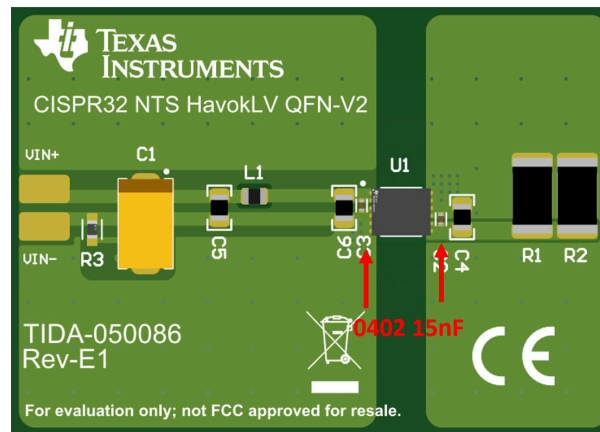 TEXAS
INSTRUMENTS
CISPR32 NTS HavokLV QFN-V2
VIN+
C1
L1
U1
C5
C6
C3
C2
C4
R1
R2
VIN-
R3
0402 15nF
TIDA-050086
Rev-E1
CE
For evaluation only; not FCC approved for resale.